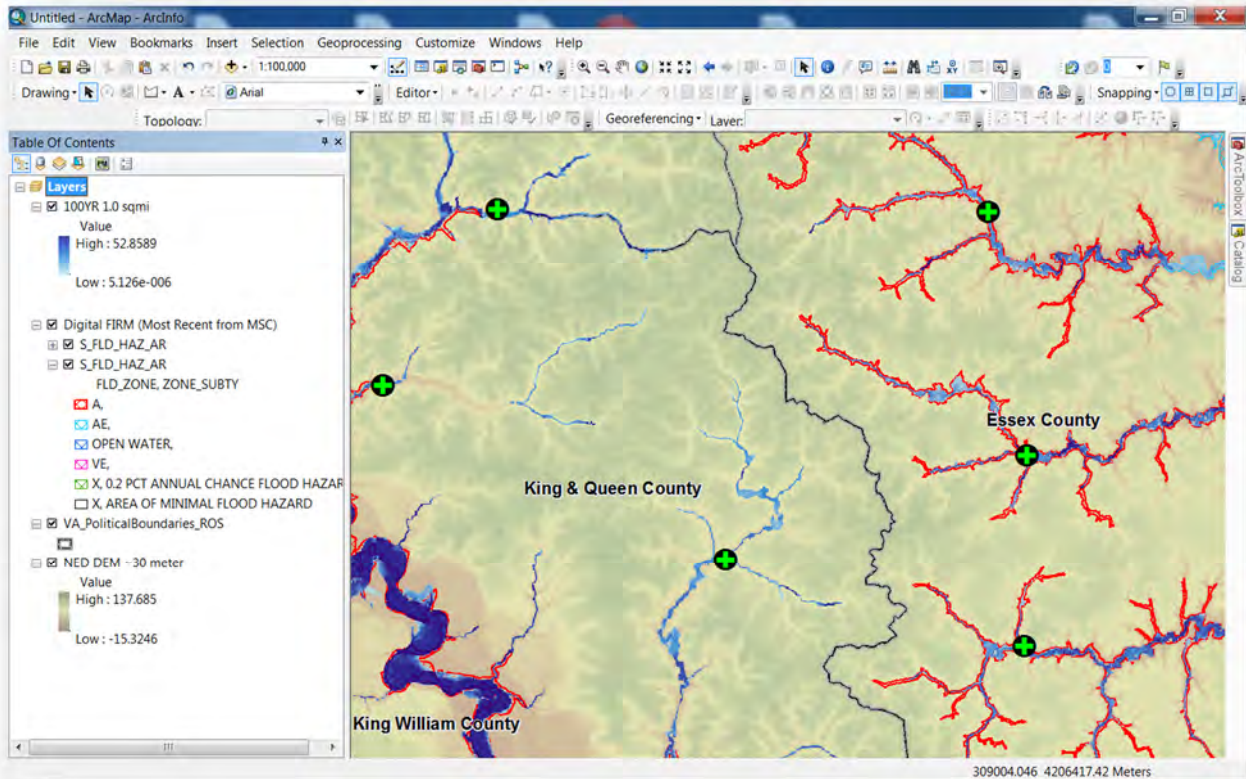 Untitled - ArcMap - ArcInfo
File Edit View Bookmarks Insert Selection Geoprocessing Customize Windows Help
1:100,000
Drawing A Arial Editor Snapping
Topology: Georeferencing Layer:
Table Of Contents
Layers
100YR 1.0 sqmi
Value
High : 52.8589
Low : 5.126e-006
Digital FIRM (Most Recent from MSC)
S_FLD_HAZ_AR
S_FLD_HAZ_AR
FLD_ZONE, ZONE_SUBTY
A,
AE,
OPEN WATER,
VE,
X, 0.2 PCT ANNUAL CHANCE FLOOD HAZAR
X, AREA OF MINIMAL FLOOD HAZARD
VA_PoliticalBoundaries_ROS
NED DEM - 30 meter
Value
High : 137.685
Low : -15.3246
Essex County
King & Queen County
King William County
ArcToolbox
Catalog
309004.046 4206417.42 Meters